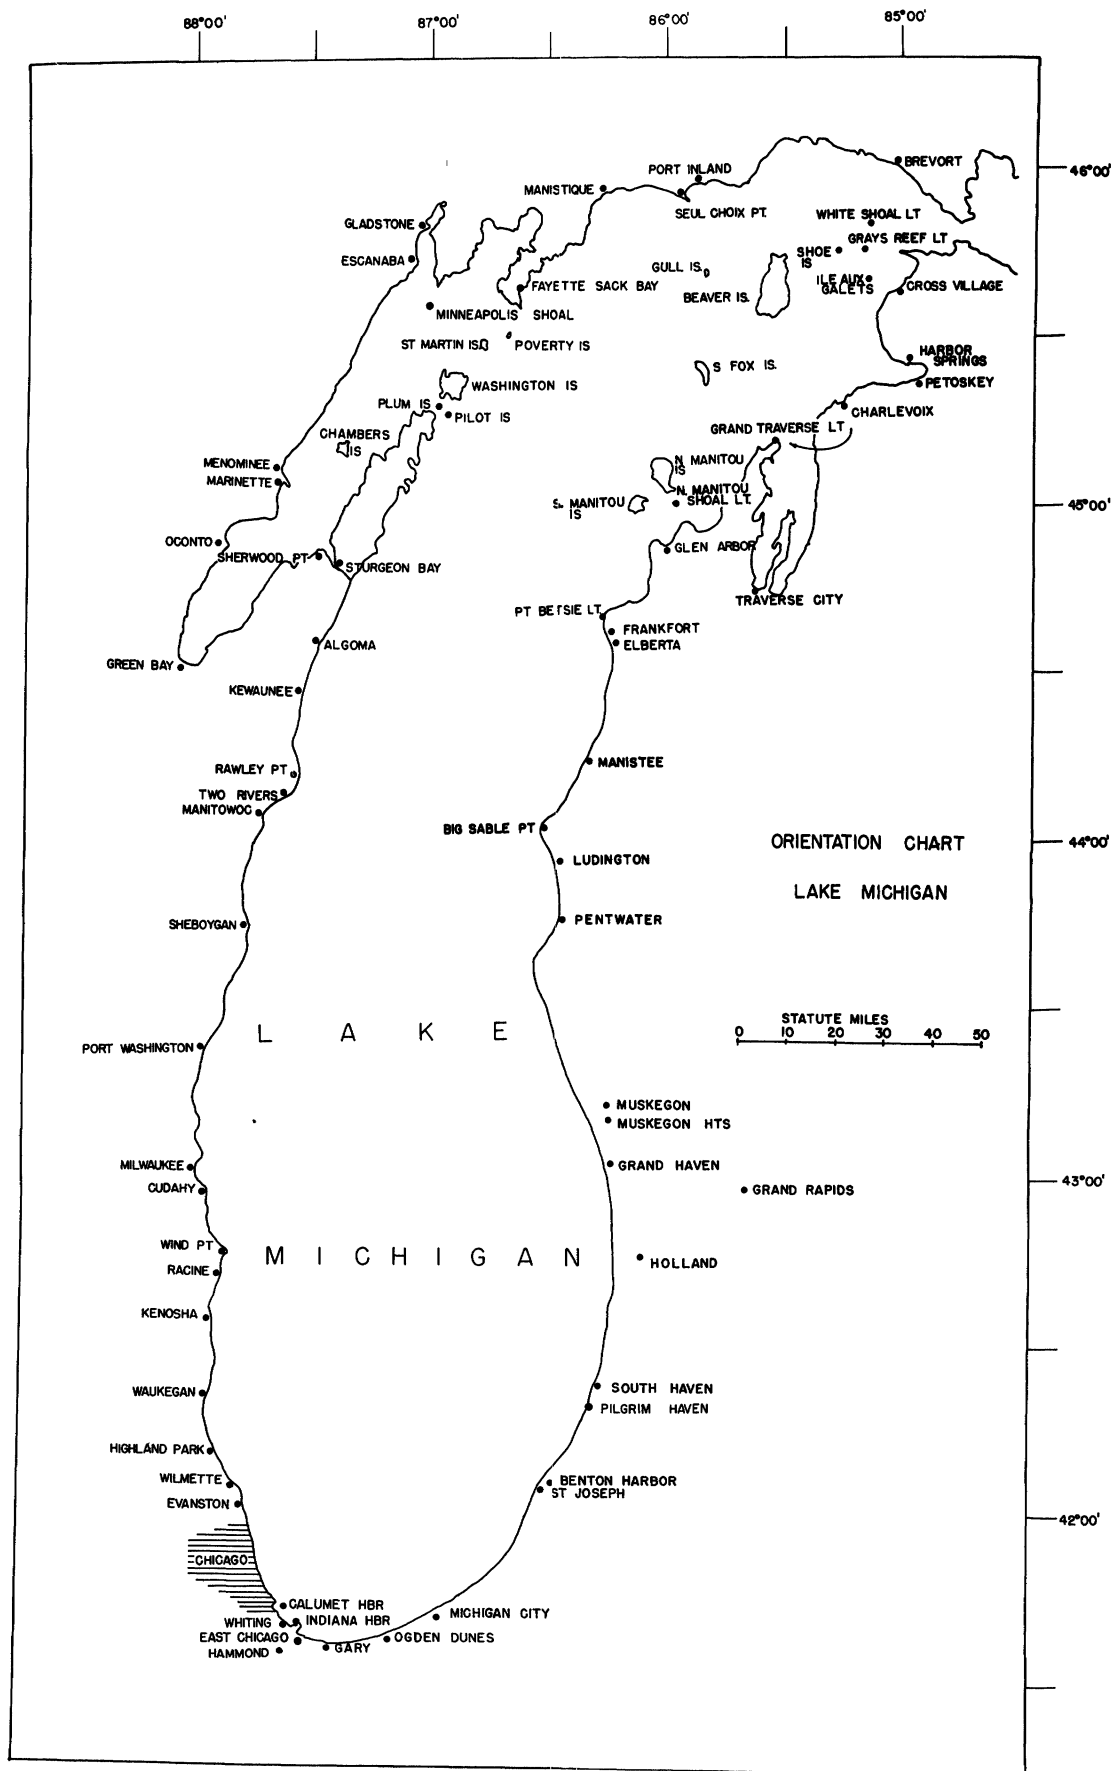 88°00'
87°00'
86°00'
85°00'
46°00'
BREVORT
PORT INLAND
MANISTIQUE
SEUL CHOIX PT.
WHITE SHOAL LT
GLADSTONE
GRAYS REEF LT
SHOE
IS
ESCANABA
GULL IS.
ILE AUX
GALETS
CROSS VILLAGE
FAYETTE SACK BAY
BEAVER IS.
MINNEAPOLIS SHOAL
ST MARTIN IS.
POVERTY IS
HARBOR
SPRINGS
S FOX IS.
WASHINGTON IS
PETOSKEY
PLUM IS
PILOT IS
CHARLEVOIX
GRAND TRAVERSE LT
CHAMBERS
IS
N MANITOU
IS
MENOMINEE
MARINETTE
N. MANITOU
SHOAL LT.
S. MANITOU
IS
45°00'
OCONTO
GLEN ARBOR
SHERWOOD PT
STURGEON BAY
TRAVERSE CITY
PT BETSIE LT.
FRANKFORT
ELBERTA
ALGOMA
GREEN BAY
KEWAUNEE
RAWLEY PT
MANISTEE
TWO RIVERS
MANITOWOC
BIG SABLE PT
44°00'
ORIENTATION CHART
LAKE MICHIGAN
LUDINGTON
SHEBOYGAN
PENTWATER
STATUTE MILES
0 10 20 30 40 50
LAKE
PORT WASHINGTON
MUSKEGON
MUSKEGON HTS
MILWAUKEE
GRAND HAVEN
43°00'
CUDAHY
GRAND RAPIDS
WIND PT
MICHIGAN
HOLLAND
RACINE
KENOSHA
WAUKEGAN
SOUTH HAVEN
PILGRIM HAVEN
HIGHLAND PARK
WILMETTE
BENTON HARBOR
ST JOSEPH
EVANSTON
42°00'
CHICAGO
CALUMET HBR
WHITING
INDIANA HBR
MICHIGAN CITY
EAST CHICAGO
OGDEN DUNES
HAMMOND
GARY